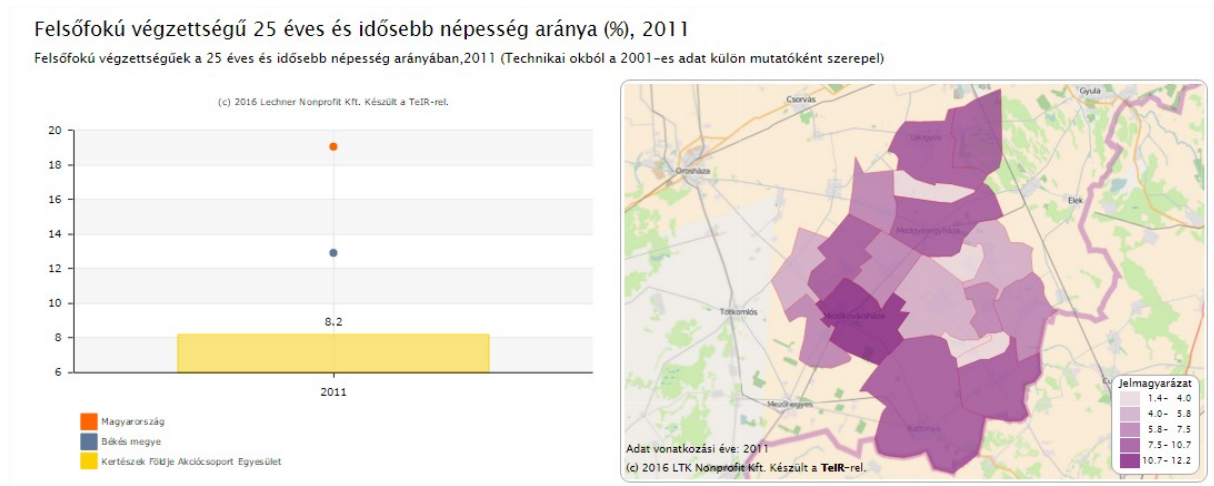 Felsőfokú végzettségű 25 éves és idősebb népesség aránya (%), 2011
Felsőfokú végzettségűek a 25 éves és idősebb népesség arányában,2011 (Technikai okból a 2001-es adat külön mutatóként szerepel)
(c) 2016 Lechner Nonprofit Kft. Készült a TeIR-rel.
20
18
16
14
12
10
8
6
8.2
2011
Magyarország
Békés megye
Kertészek Földje Akciócsoport Egyesület
Csorvás
Gyula
Újkígyós
Orosháza
Elek
Medgyesegyháza
Tótkomlós
Mezőkovácsháza
Mezőhegyes
Battonya
Jelmagyarázat
1.4- 4.0
4.0- 5.8
5.8- 7.5
7.5- 10.7
10.7- 12.2
Adat vonatkozási éve: 2011
(c) 2016 LTK Nonprofit Kft. Készült a TeIR-rel.